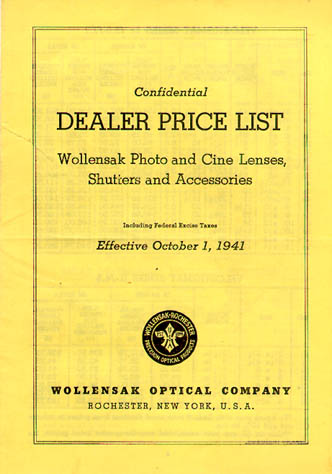 Confidential
DEALER PRICE LIST
Wollensak Photo and Cine Lenses,
Shutters and Accessories
Including Federal Excise Taxes
Effective October 1, 1941
WOLLENSAK-ROCHESTER
PRECISION OPTICAL PRODUCTS
WOLLENSAK OPTICAL COMPANY
ROCHESTER, NEW YORK, U.S.A.